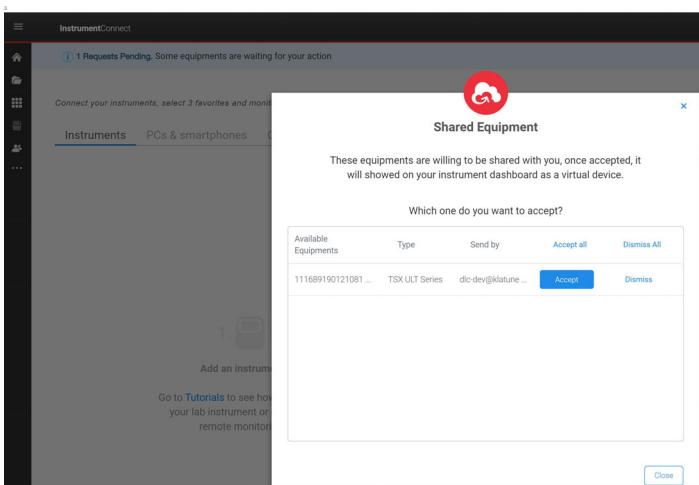 InstrumentConnect
1 Requests Pending. Some equipments are waiting for your action
Connect your instruments, select 3 favorites and monit
Instruments PCs & smartphones
Shared Equipment
These equipments are willing to be shared with you, once accepted, it
will showed on your instrument dashboard as a virtual device.
Which one do you want to accept?
Available
Equipments Type Send by Accept all Dismiss All
111689190121081 ... TSX ULT Series dlc-dev@klatune ... Accept Dismiss
1.
Add an instrum
Go to Tutorials to see how
your lab instrument or
remote monitori
Close